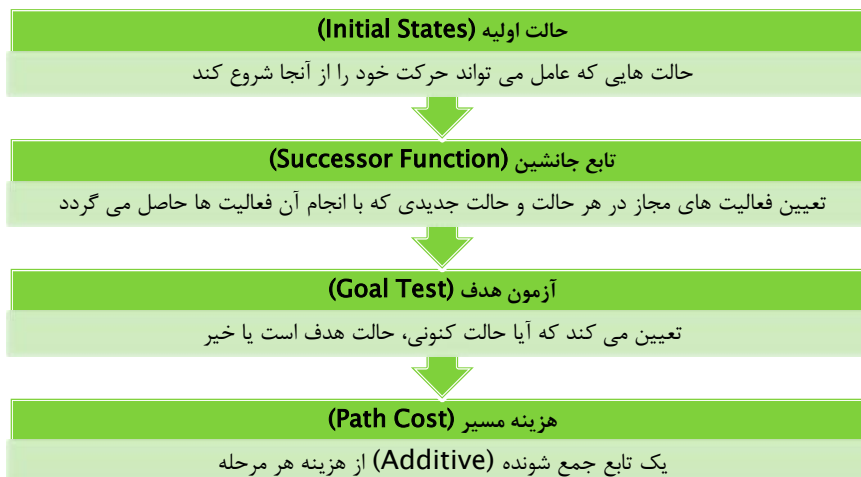 حالت اولیه (Initial States)
حالت هایی که عامل می تواند حرکت خود را از آنجا شروع کند
تابع جانشین (Successor Function)
تعیین فعالیت های مجاز در هر حالت و حالت جدیدی که با انجام آن فعالیت ها حاصل می گردد
آزمون هدف (Goal Test)
تعیین می کند که آیا حالت کنونی، حالت هدف است یا خیر
هزینه مسیر (Path Cost)
یک تابع جمع شونده (Additive) از هزینه هر مرحله